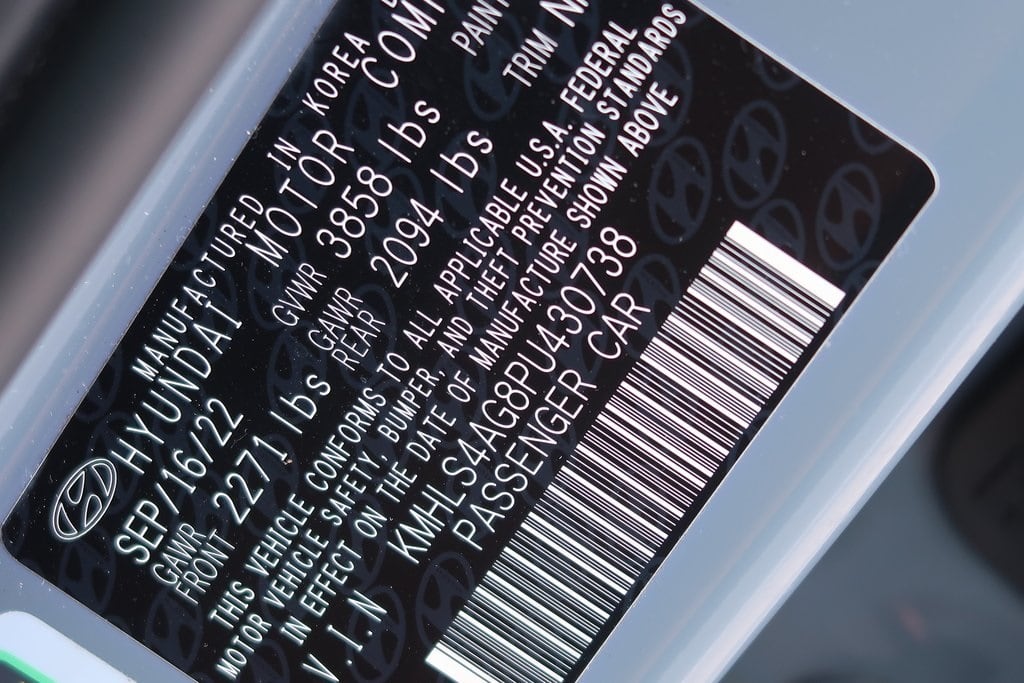 MANUFACTURED IN KOREA
HYUNDAI MOTOR
SEP/16/22 GVWR 3858 lbs PAINT
GAWR FRONT 2271 lbs GAWR REAR 2094 lbs TRIM
THIS VEHICLE CONFORMS TO ALL APPLICABLE U.S.A. FEDERAL
MOTOR VEHICLE SAFETY, BUMPER, AND THEFT PREVENTION STANDARDS
IN EFFECT ON THE DATE OF MANUFACTURE SHOWN ABOVE
V.I.N KMHLS4AG8PU430738
PASSENGER CAR